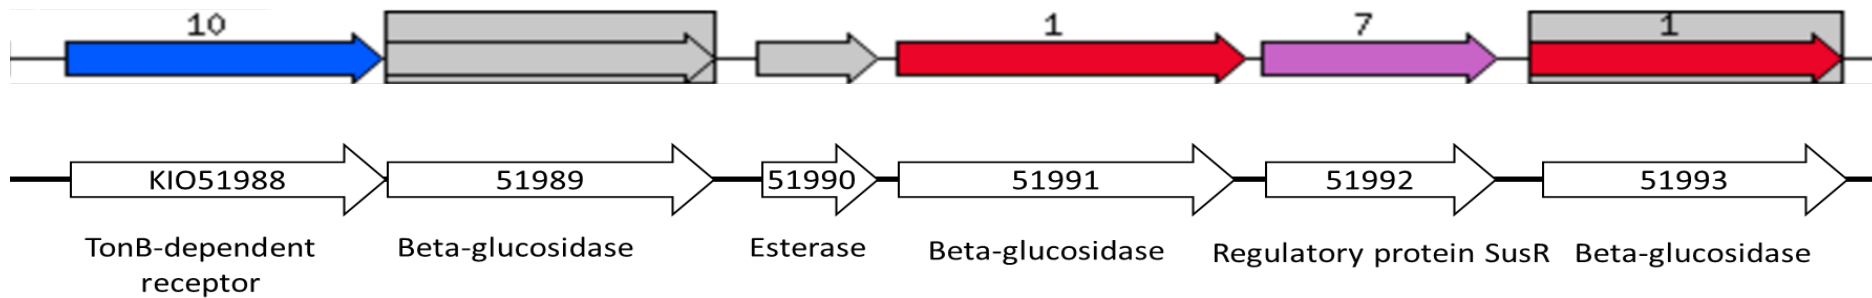 10
1
7
1
KIO51988
51989
51990
51991
51992
51993
TonB-dependent
receptor
Beta-glucosidase
Esterase
Beta-glucosidase
Regulatory protein SusR
Beta-glucosidase